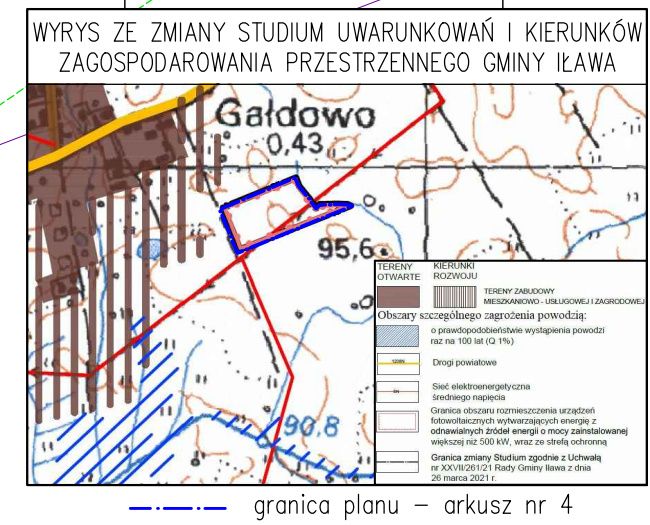 WYRYS ZE ZMIANY STUDIUM UWARUNKOWAŃ I KIERUNKÓW
ZAGOSPODAROWANIA PRZESTRZENNEGO GMINY IŁAWA
Gałdowo
0,43
95,6
90,8
TERENY OTWARTE
KIERUNKI ROZWOJU
TERENY ZABUDOWY
MIESZKANIOWO - USŁUGOWEJ I ZAGRODOWEJ
Obszary szczególnego zagrożenia powodzią:
o prawdopodobieństwie wystąpienia powodzi
raz na 100 lat (Q 1%)
Drogi powiatowe
Sieć elektroenergetyczna
średniego napięcia
Granica obszaru rozmieszczenia urządzeń
fotowoltaicznych wytwarzających energię z
odnawialnych źródeł energii o mocy zainstalowanej
większej niż 500 kW, wraz ze strefą ochronną
Granica zmiany Studium zgodnie z Uchwałą
nr XXVII/261/21 Rady Gminy Iława z dnia
26 marca 2021 r.
granica planu – arkusz nr 4